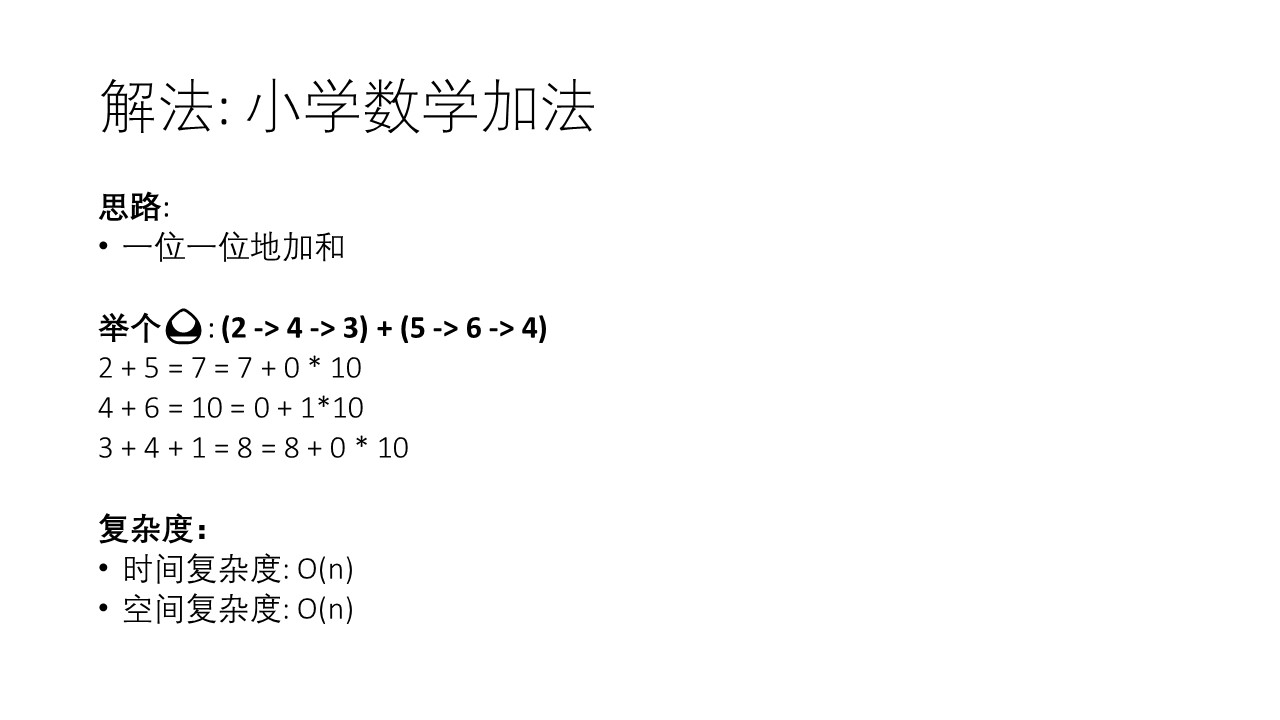 解法: 小学数学加法
思路:
• 一位一位地加和
举个🌰: (2 -> 4 -> 3) + (5 -> 6 -> 4)
2 + 5 = 7 = 7 + 0 * 10
4 + 6 = 10 = 0 + 1*10
3 + 4 + 1 = 8 = 8 + 0 * 10
复杂度：
• 时间复杂度: O(n)
• 空间复杂度: O(n)